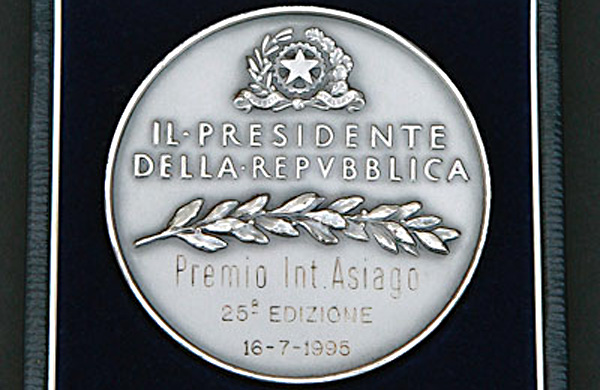 IL·PRESIDENTE
DELLA·REPVBBLICA
Premio Int. Asiago
25ª EDIZIONE
16-7-1995